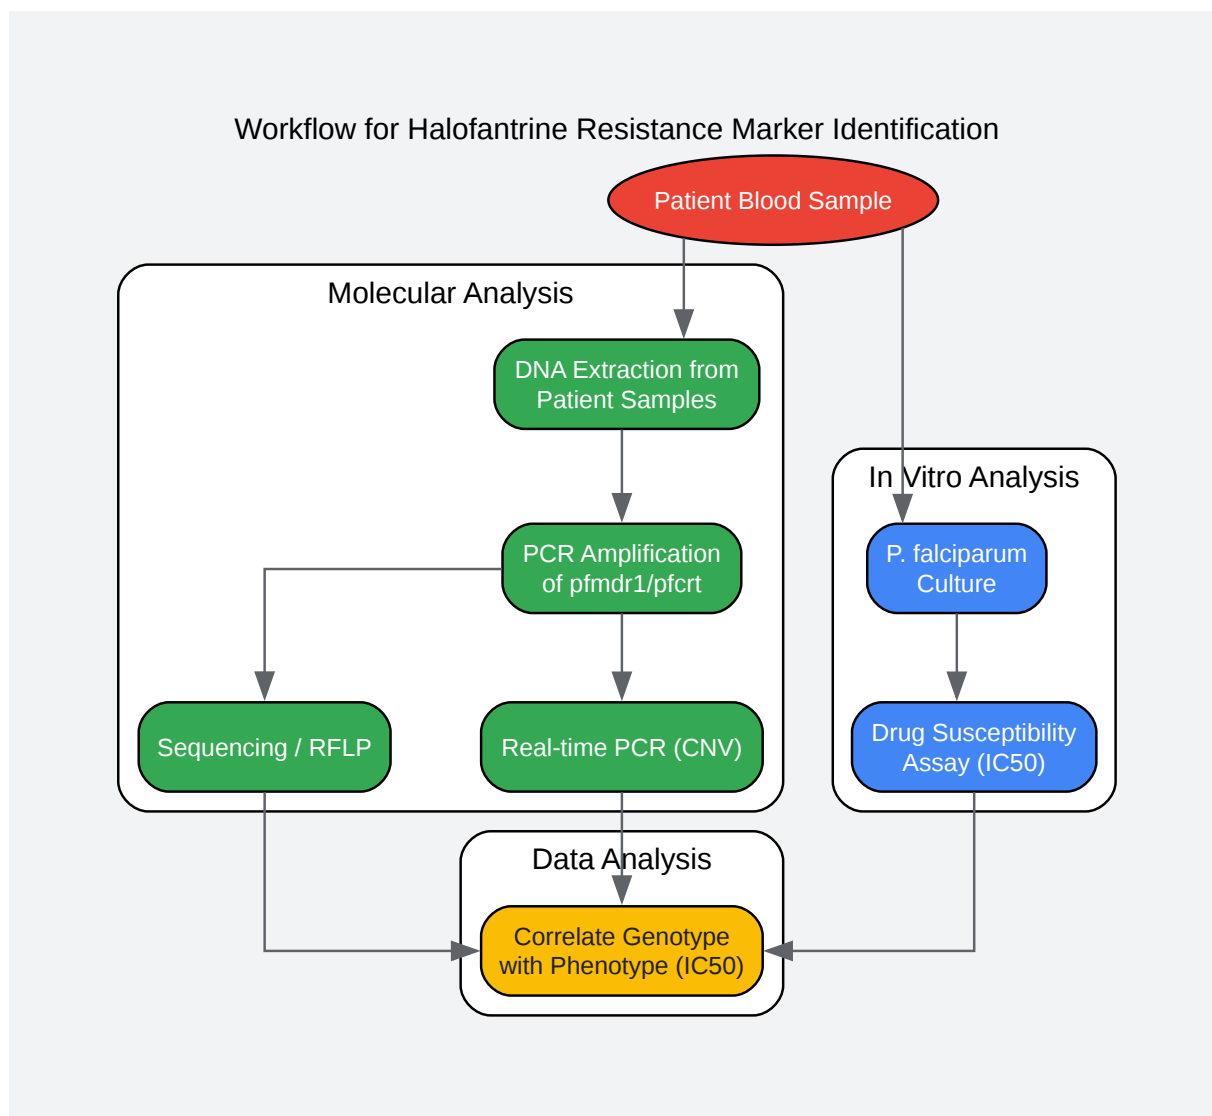 Workflow for Halofantrine Resistance Marker Identification
Patient Blood Sample
Molecular Analysis
DNA Extraction from
Patient Samples
In Vitro Analysis
PCR Amplification
of pfmdr1/pfcrt
P. falciparum
Culture
Sequencing / RFLP
Real-time PCR (CNV)
Drug Susceptibility
Assay (IC50)
Data Analysis
Correlate Genotype
with Phenotype (IC50)